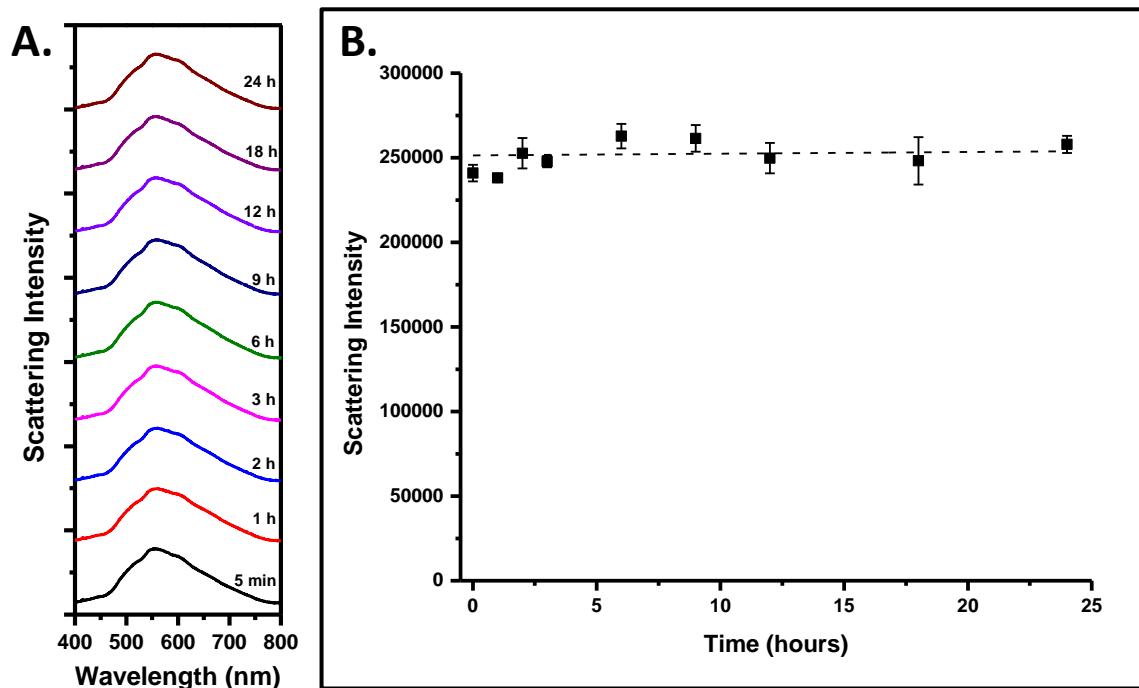 A.
24 h
18 h
12 h
9 h
6 h
3 h
2 h
1 h
5 min
Scattering Intensity
400 500 600 700 800
Wavelength (nm)
B.
300000
250000
200000
150000
100000
50000
0
Scattering Intensity
0 5 10 15 20 25
Time (hours)